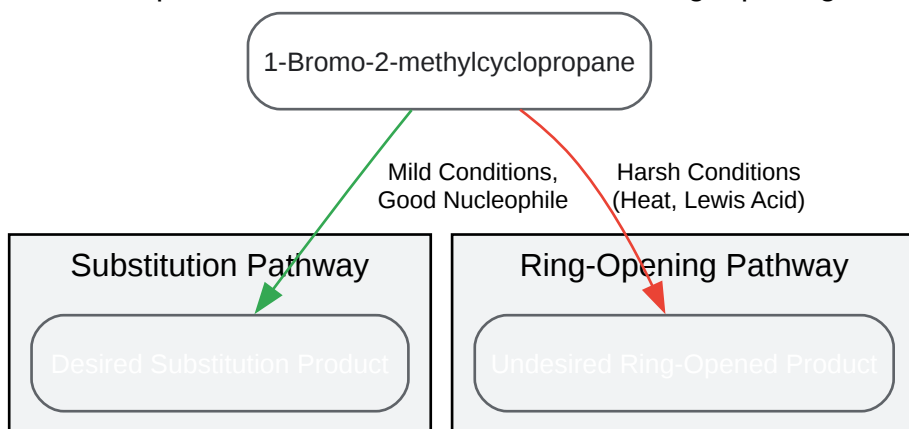 1-Bromo-2-methylcyclopropane
Mild Conditions,
Good Nucleophile
Harsh Conditions
(Heat, Lewis Acid)
Substitution Pathway
Ring-Opening Pathway
Desired Substitution Product
Undesired Ring-Opened Product